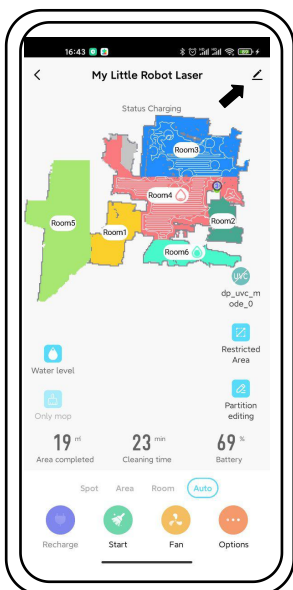 16:43
My Little Robot Laser
Status Charging
Room3
Room4
Room5
Room2
Room1
Room6
uvc
dp_uvc_m
ode_0
Restricted
Area
Water level
Only mop
Partition
editing
19 ㎡
23 min
69 %
Area completed
Cleaning time
Battery
Spot
Area
Room
Auto
Recharge
Start
Fan
Options